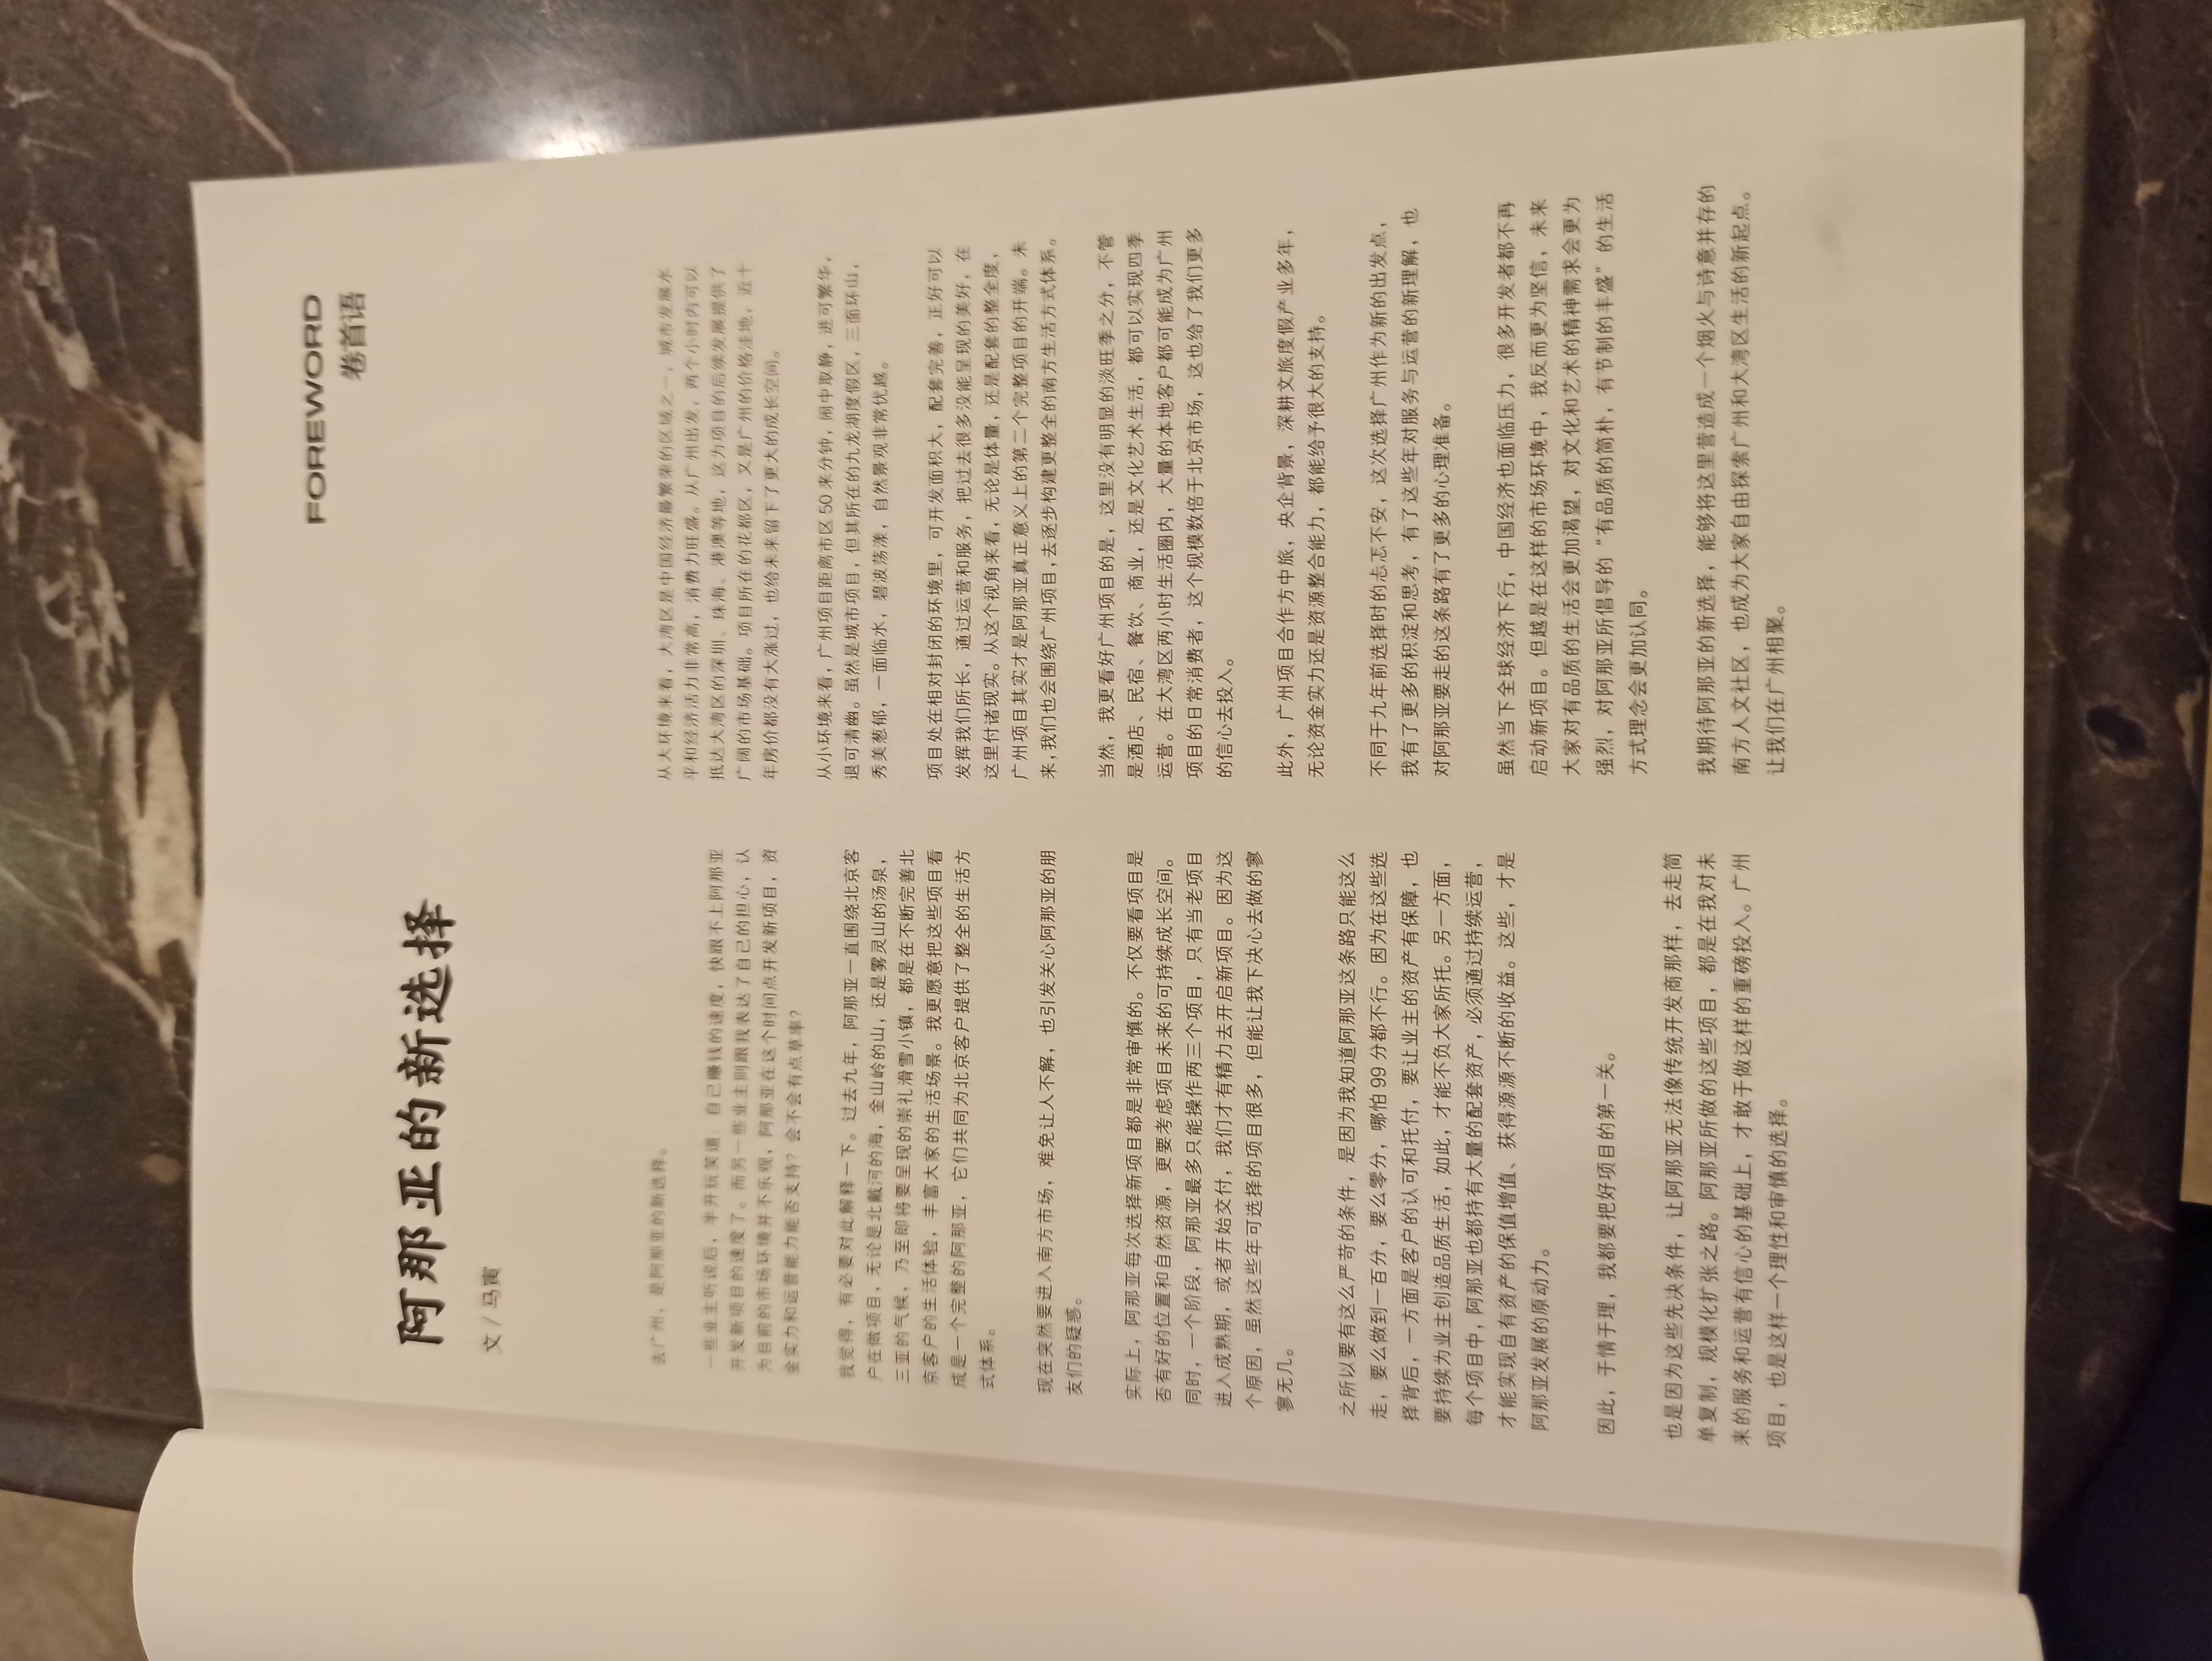 FOREWORD
卷首语
阿那亚的新选择
文 / 马寅
去广州，是阿那亚的新选择。
一些业主听说后，半开玩笑道：自己赚钱的速度，快跟不上阿那亚
开发新项目的速度了。而另一些业主则跟我表达了自己的担心，认
为目前的市场环境并不乐观，阿那亚在这个时间点开发新项目，资
金实力和运营能力能否支持？会不会有点草率？
我觉得，有必要对此解释一下。过去九年，阿那亚一直围绕北京客
户在做项目，无论是北戴河的海，金山岭的山，还是雾灵山的汤泉，
三亚的气候，乃至即将要呈现的崇礼滑雪小镇，都是在不断完善北
京客户的生活体验，丰富大家的生活场景。我更愿意把这些项目看
成是一个完整的阿那亚，它们共同为北京客户提供了整全的生活方
式体系。
现在突然要进入南方市场，难免让人不解，也引发关心阿那亚的朋
友们的疑惑。
实际上，阿那亚每次选择新项目都是非常审慎的。不仅要看项目是
否有好的位置和自然资源，更要考虑项目未来的可持续成长空间。
同时，一个阶段，阿那亚最多只能操作两三个项目，只有当老项目
进入成熟期，或者开始交付，我们才有精力去开启新项目。因为这
个原因，虽然这些年可选择的项目很多，但能让我下决心去做的寥
寥无几。
之所以要有这么严苛的条件，是因为我知道阿那亚这条路只能这么
走，要么做到一百分，要么零分，哪怕 99 分都不行。因为在这些选
择背后，一方面是客户的认可和托付，要让业主的资产有保障，也
要持续为业主创造品质生活，如此，才能不负大家所托。另一方面，
每个项目中，阿那亚也都持有大量的配套资产，必须通过持续运营，
才能实现自有资产的保值增值、获得源源不断的收益。这些，才是
阿那亚发展的原动力。
因此，于情于理，我都要把好项目的第一关。
也是因为这些先决条件，让阿那亚无法像传统开发商那样，去走简
单复制，规模化扩张之路。阿那亚所做的这些项目，都是在我对未
来的服务和运营有信心的基础上，才敢于做这样的重磅投入。广州
项目，也是这样一个理性和审慎的选择。
从大环境来看，大湾区是中国经济最繁荣的区域之一，城市发展水
平和经济活力非常高，消费力旺盛。从广州出发，两个小时内可以
抵达大湾区的深圳、珠海、港澳等地，这为项目的后续发展提供了
广阔的市场基础。项目所在的花都区，又是广州的价格洼地，近十
年房价都没有大涨过，也给未来留下了更大的成长空间。
从小环境来看，广州项目距离市区 50 来分钟，闹中取静，进可繁华，
退可清幽。虽然是城市项目，但其所在的九龙湖度假区，三面环山，
秀美葱郁，一面临水，碧波荡漾，自然景观非常优越。
项目处在相对封闭的环境里，可开发面积大，配套完善，正好可以
发挥我们所长，通过运营和服务，把过去很多没能呈现的美好，在
这里付诸现实。从这个视角来看，无论是体量，还是配套的整全度，
广州项目其实才是阿那亚真正意义上的第二个完整项目的开端。未
来，我们也会围绕广州项目，去逐步构建更整全的南方生活方式体系。
当然，我更看好广州项目的是，这里没有明显的淡旺季之分，不管
是酒店、民宿、餐饮、商业，还是文化艺术生活，都可以实现四季
运营。在大湾区两小时生活圈内，大量的本地客户都可能成为广州
项目的日常消费者，这个规模数倍于北京市场，这也给了我们更多
的信心去投入。
此外，广州项目合作方中旅，央企背景，深耕文旅度假产业多年，
无论资金实力还是资源整合能力，都能给予很大的支持。
不同于九年前选择时的忐忑不安，这次选择广州作为新的出发点，
我有了更多的积淀和思考，有了这些年对服务与运营的新理解，也
对阿那亚要走的这条路有了更多的心理准备。
虽然当下全球经济下行，中国经济也面临压力，很多开发者都不再
启动新项目。但越是在这样的市场环境中，我反而更为坚信，未来
大家对有品质的生活会更加渴望，对文化和艺术的精神需求会更为
强烈，对阿那亚所倡导的“有品质的简朴，有节制的丰盛”的生活
方式理念会更加认同。
我期待阿那亚的新选择，能够将这里营造成一个烟火与诗意并存的
南方人文社区，也成为大家自由探索广州和大湾区生活的新起点。
让我们在广州相聚。